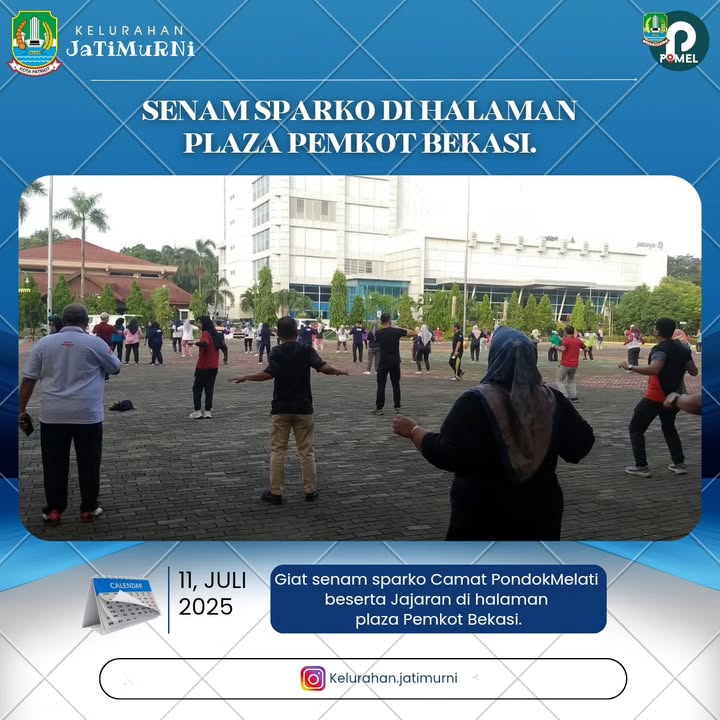 KELURAHAN
JaTiMuRNi
KOTA PATRIOT
POMEL
SENAM SPARKO DI HALAMAN
PLAZA PEMKOT BEKASI.
CALENDAR
11, JULI
2025
Giat senam sparko Camat PondokMelati
beserta Jajaran di halaman
plaza Pemkot Bekasi.
Kelurahan.jatimurni